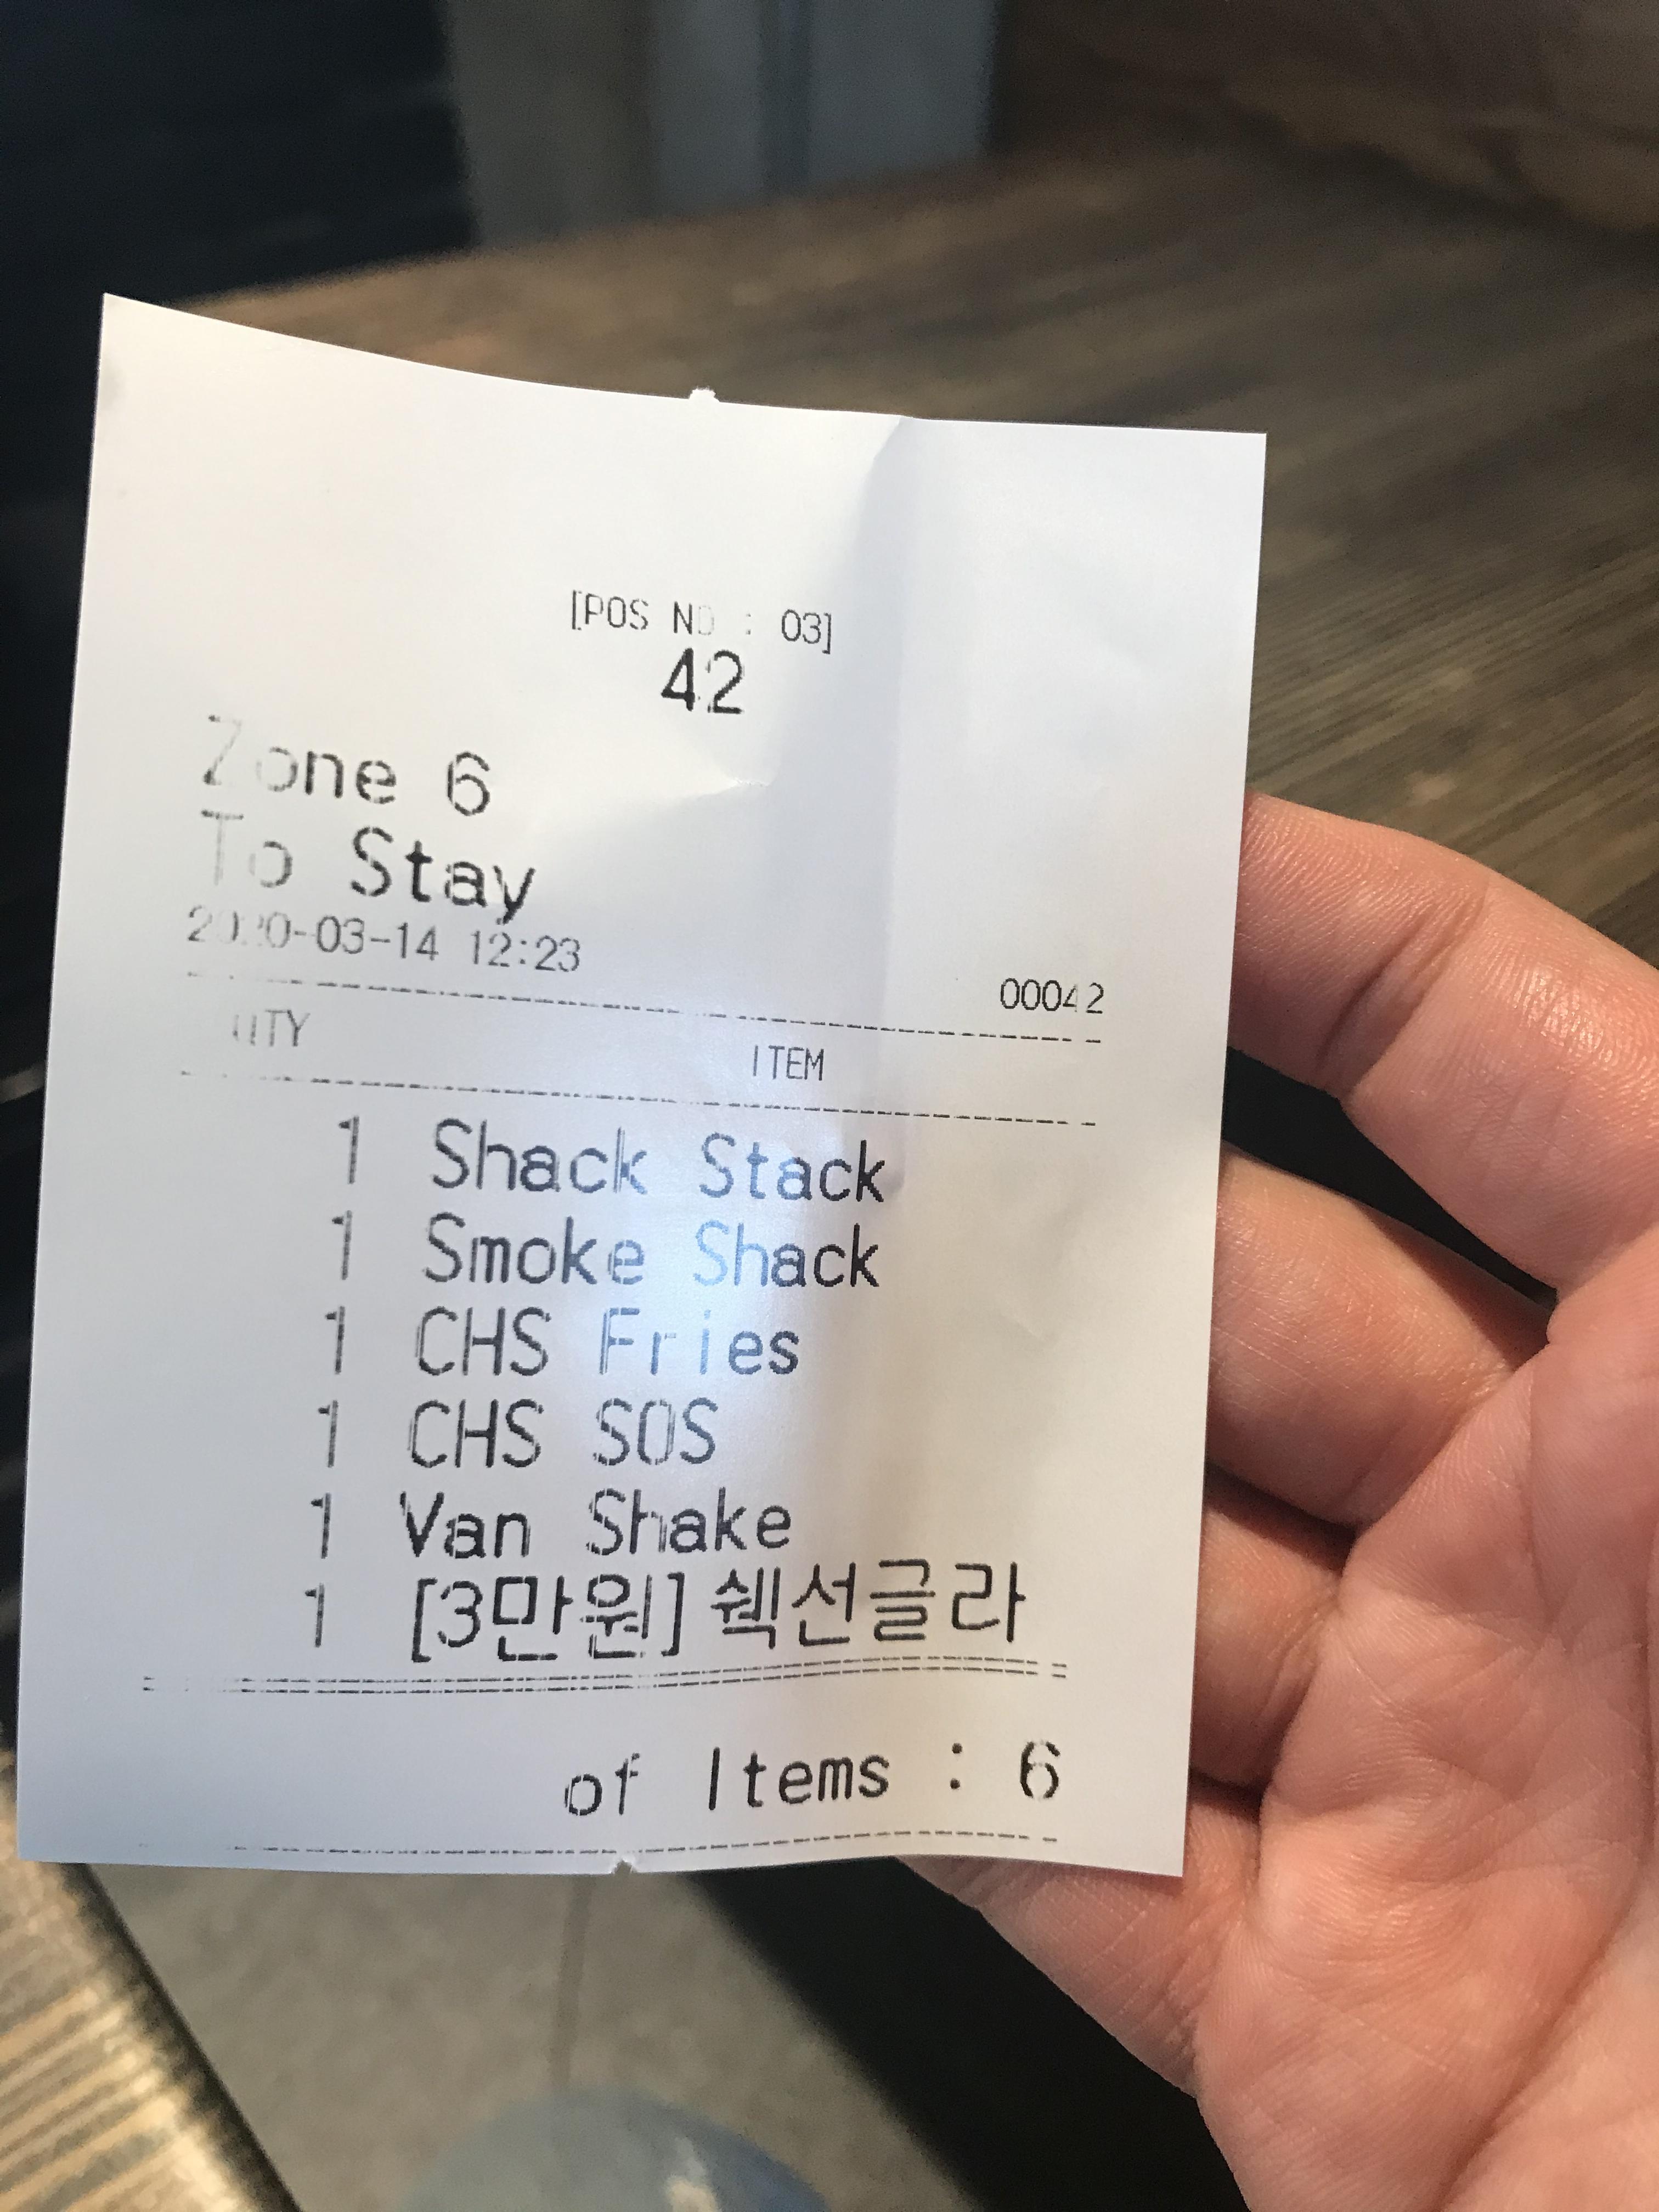 [POS NO : 03]
42
Zone 6
To Stay
2020-03-14 12:23
00042
ITEM
1 Shack Stack
1 Smoke Shack
1 CHS Fries
1 CHS SOS
1 Van Shake
1 [3만원]쉑선글라
of Items : 6